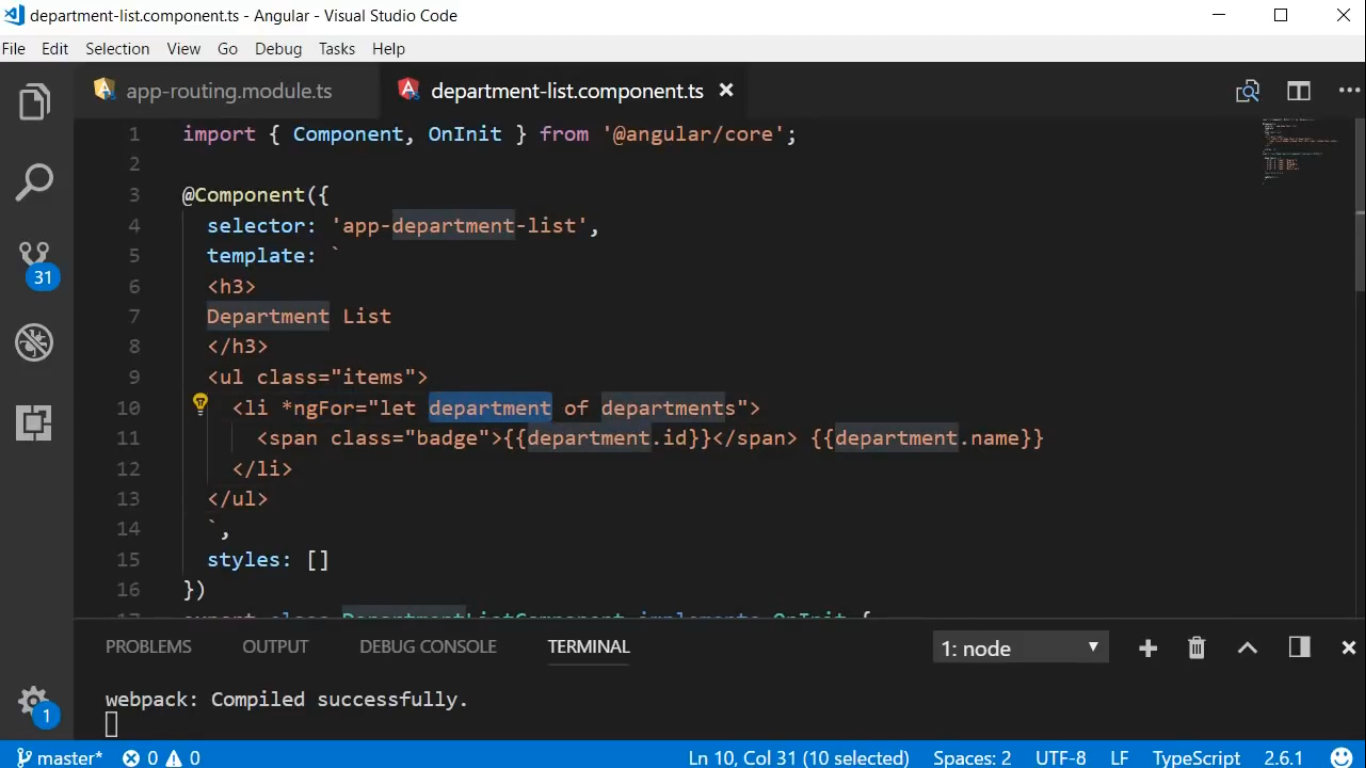 department-list.component.ts - Angular - Visual Studio Code
File Edit Selection View Go Debug Tasks Help
app-routing.module.ts department-list.component.ts
1 import { Component, OnInit } from '@angular/core';
2
3 @Component({
4 selector: 'app-department-list',
5 template: `
6 <h3>
7 Department List
8 </h3>
9 <ul class="items">
10 <li *ngFor="let department of departments">
11 <span class="badge">{{department.id}}</span> {{department.name}}
12 </li>
13 </ul>
14 `,
15 styles: []
16 })
17 export class DepartmentListComponent implements OnInit {
31
1
PROBLEMS OUTPUT DEBUG CONSOLE TERMINAL 1: node
webpack: Compiled successfully.
master* 0 0 Ln 10, Col 31 (10 selected) Spaces: 2 UTF-8 LF TypeScript 2.6.1